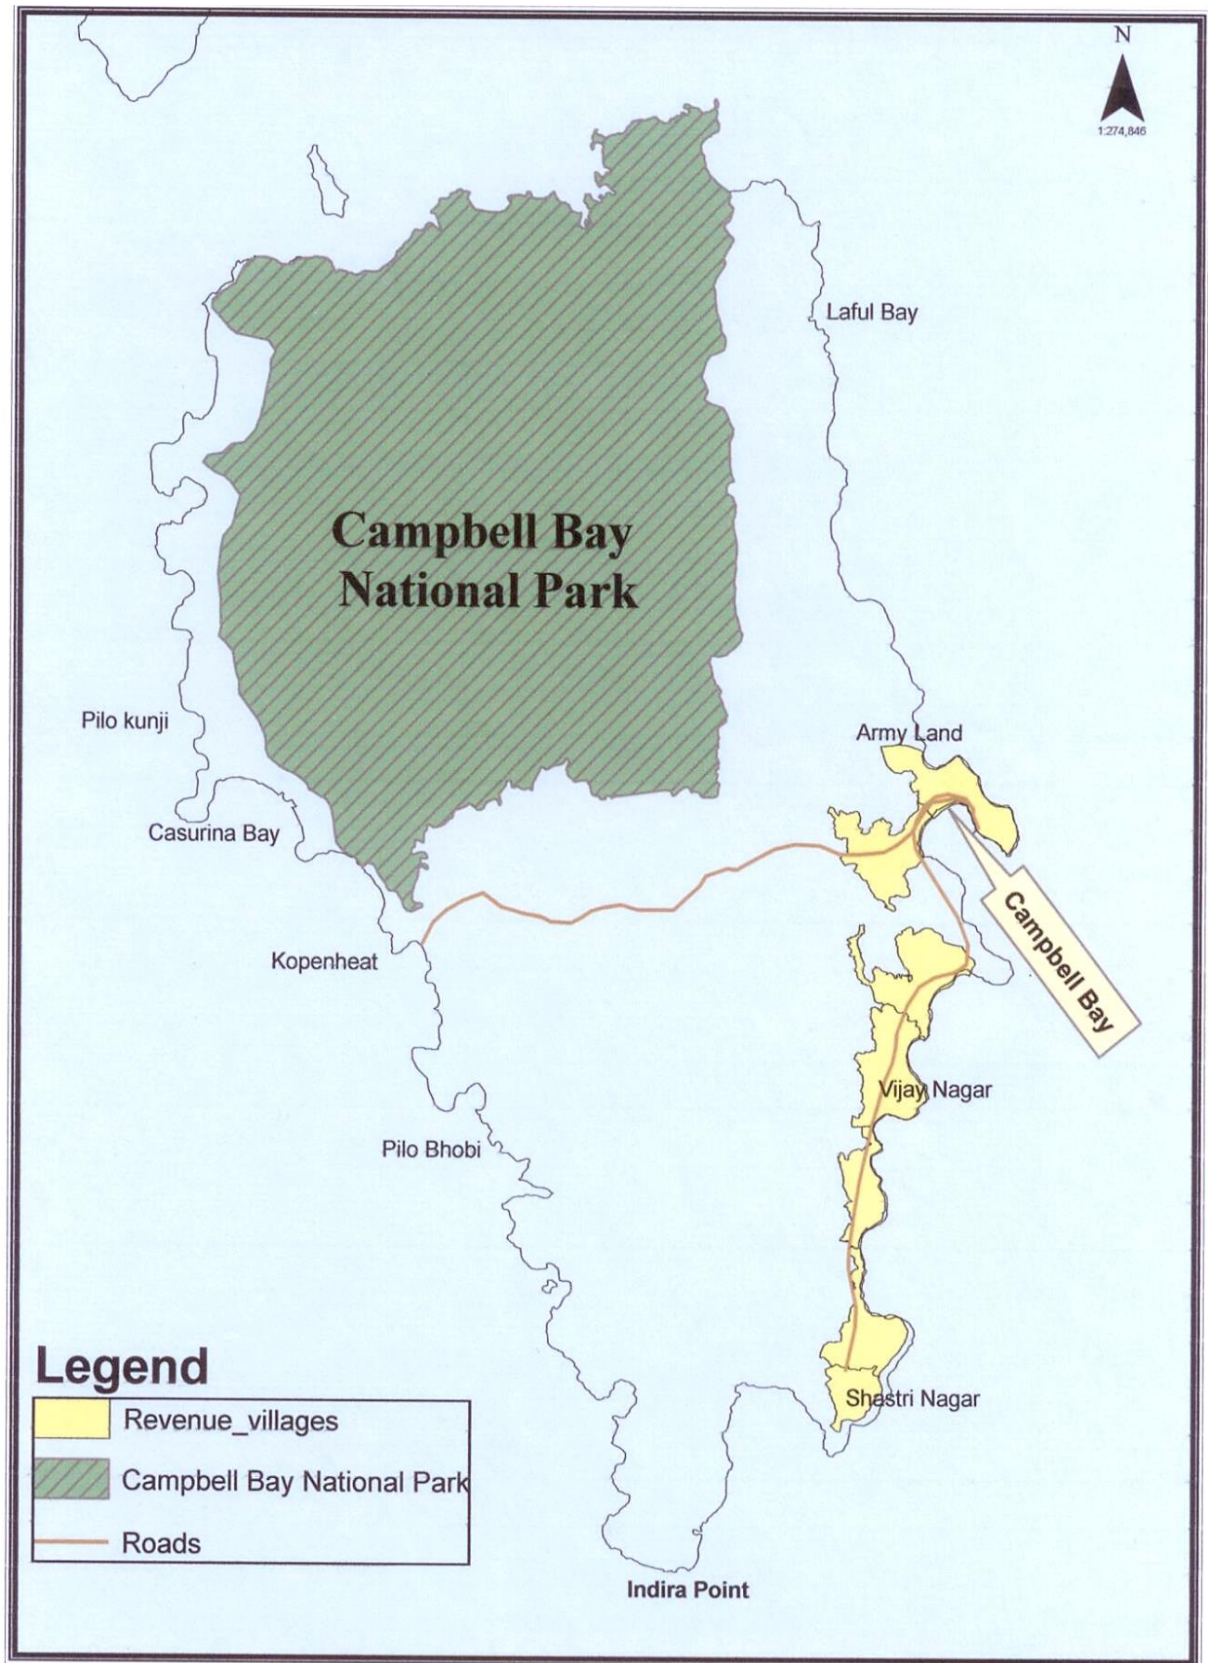 N
1:274,846
Laful Bay
Campbell Bay
National Park
Pilo kunji
Army Land
Casurina Bay
Campbell Bay
Kopenheat
Vijay Nagar
Pilo Bhobi
Legend
Revenue_villages
Shastri Nagar
Campbell Bay National Park
Roads
Indira Point